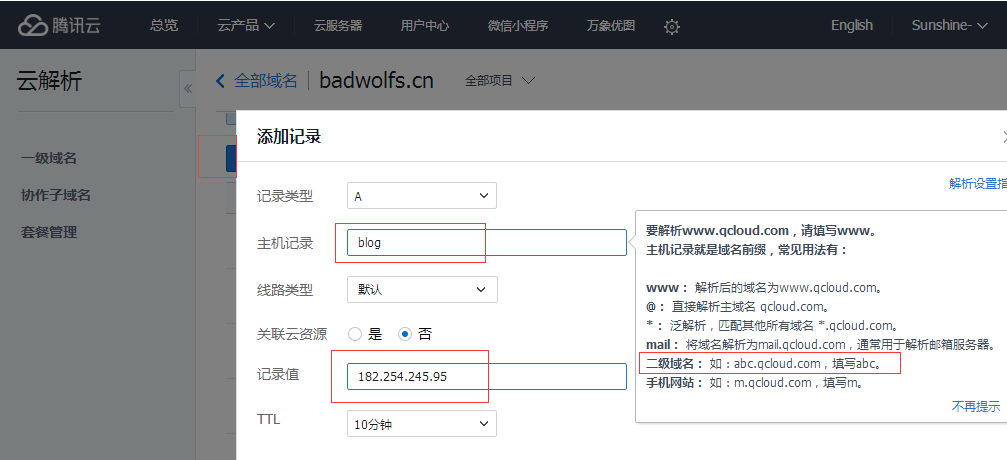 腾讯云 总览 云产品 云服务器 用户中心 微信小程序 万象优图 English Sunshine-
云解析
« 全部域名 badwolfs.cn 全部项目
一级域名
协作子域名
套餐管理
添加记录
解析设置指
记录类型 A
主机记录 blog
线路类型 默认
关联云资源 是 否
记录值 182.254.245.95
TTL 10分钟
要解析www.qcloud.com，请填写www。
主机记录就是域名前缀，常见用法有：
www： 解析后的域名为www.qcloud.com。
@： 直接解析主域名 qcloud.com。
*： 泛解析，匹配其他所有域名 *.qcloud.com。
mail： 将域名解析为mail.qcloud.com，通常用于解析邮箱服务器。
二级域名： 如：abc.qcloud.com，填写abc。
手机网站： 如：m.qcloud.com，填写m。
不再提示